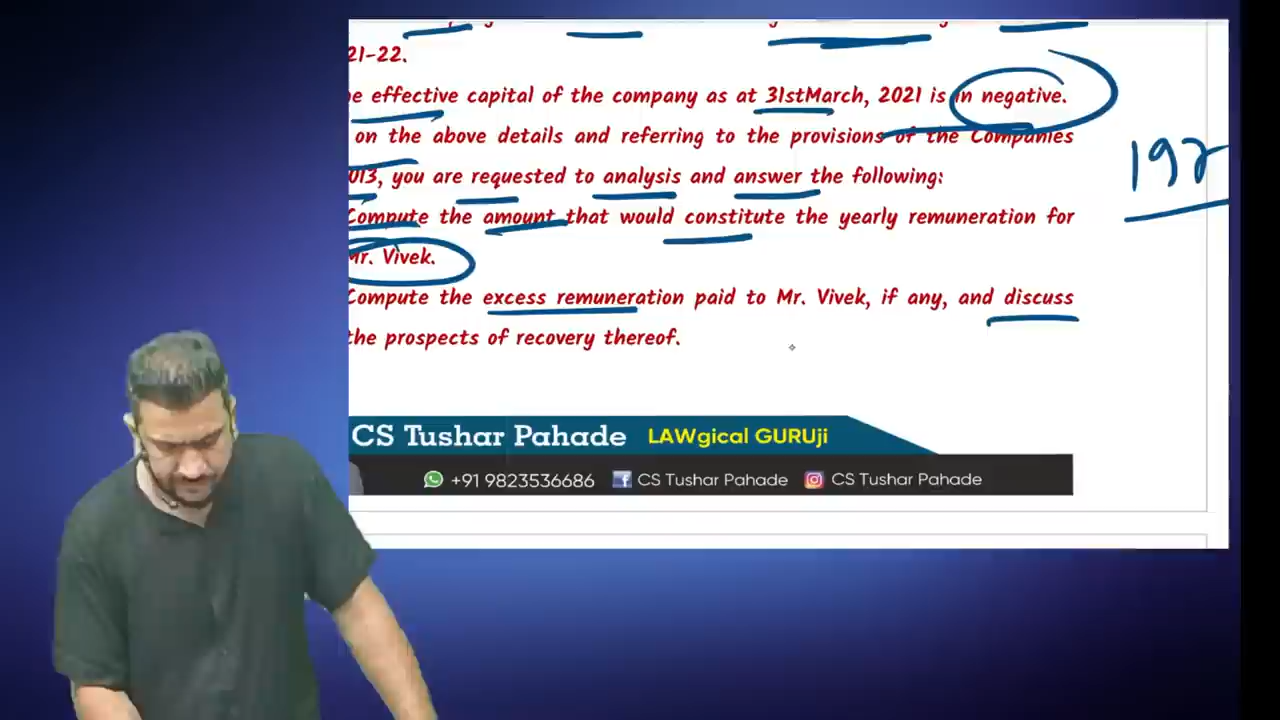 21-22.
effective capital of the company as at 31stMarch, 2021 is in negative.
on the above details and referring to the provisions of the Companies
013, you are requested to analysis and answer the following:
Compute the amount that would constitute the yearly remuneration for
Mr. Vivek.
Compute the excess remuneration paid to Mr. Vivek, if any, and discuss
the prospects of recovery thereof.
CS Tushar Pahade LAWgical GURUji
+91 9823536686 CS Tushar Pahade CS Tushar Pahade